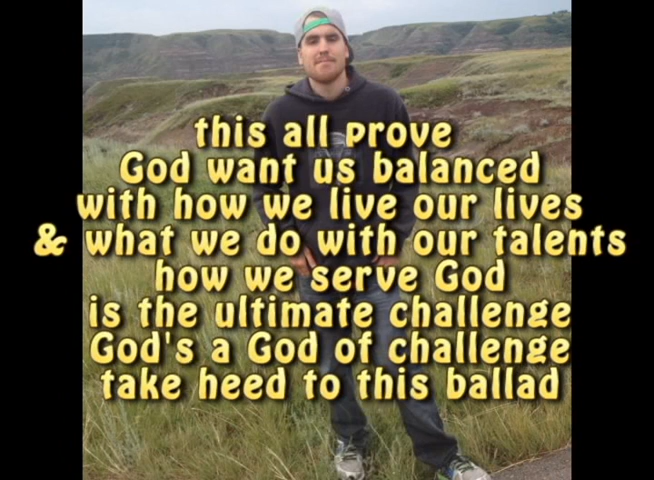 this all prove
God want us balanced
with how we live our lives
& what we do with our talents
how we serve God
is the ultimate challenge
God's a God of challenge
take heed to this ballad